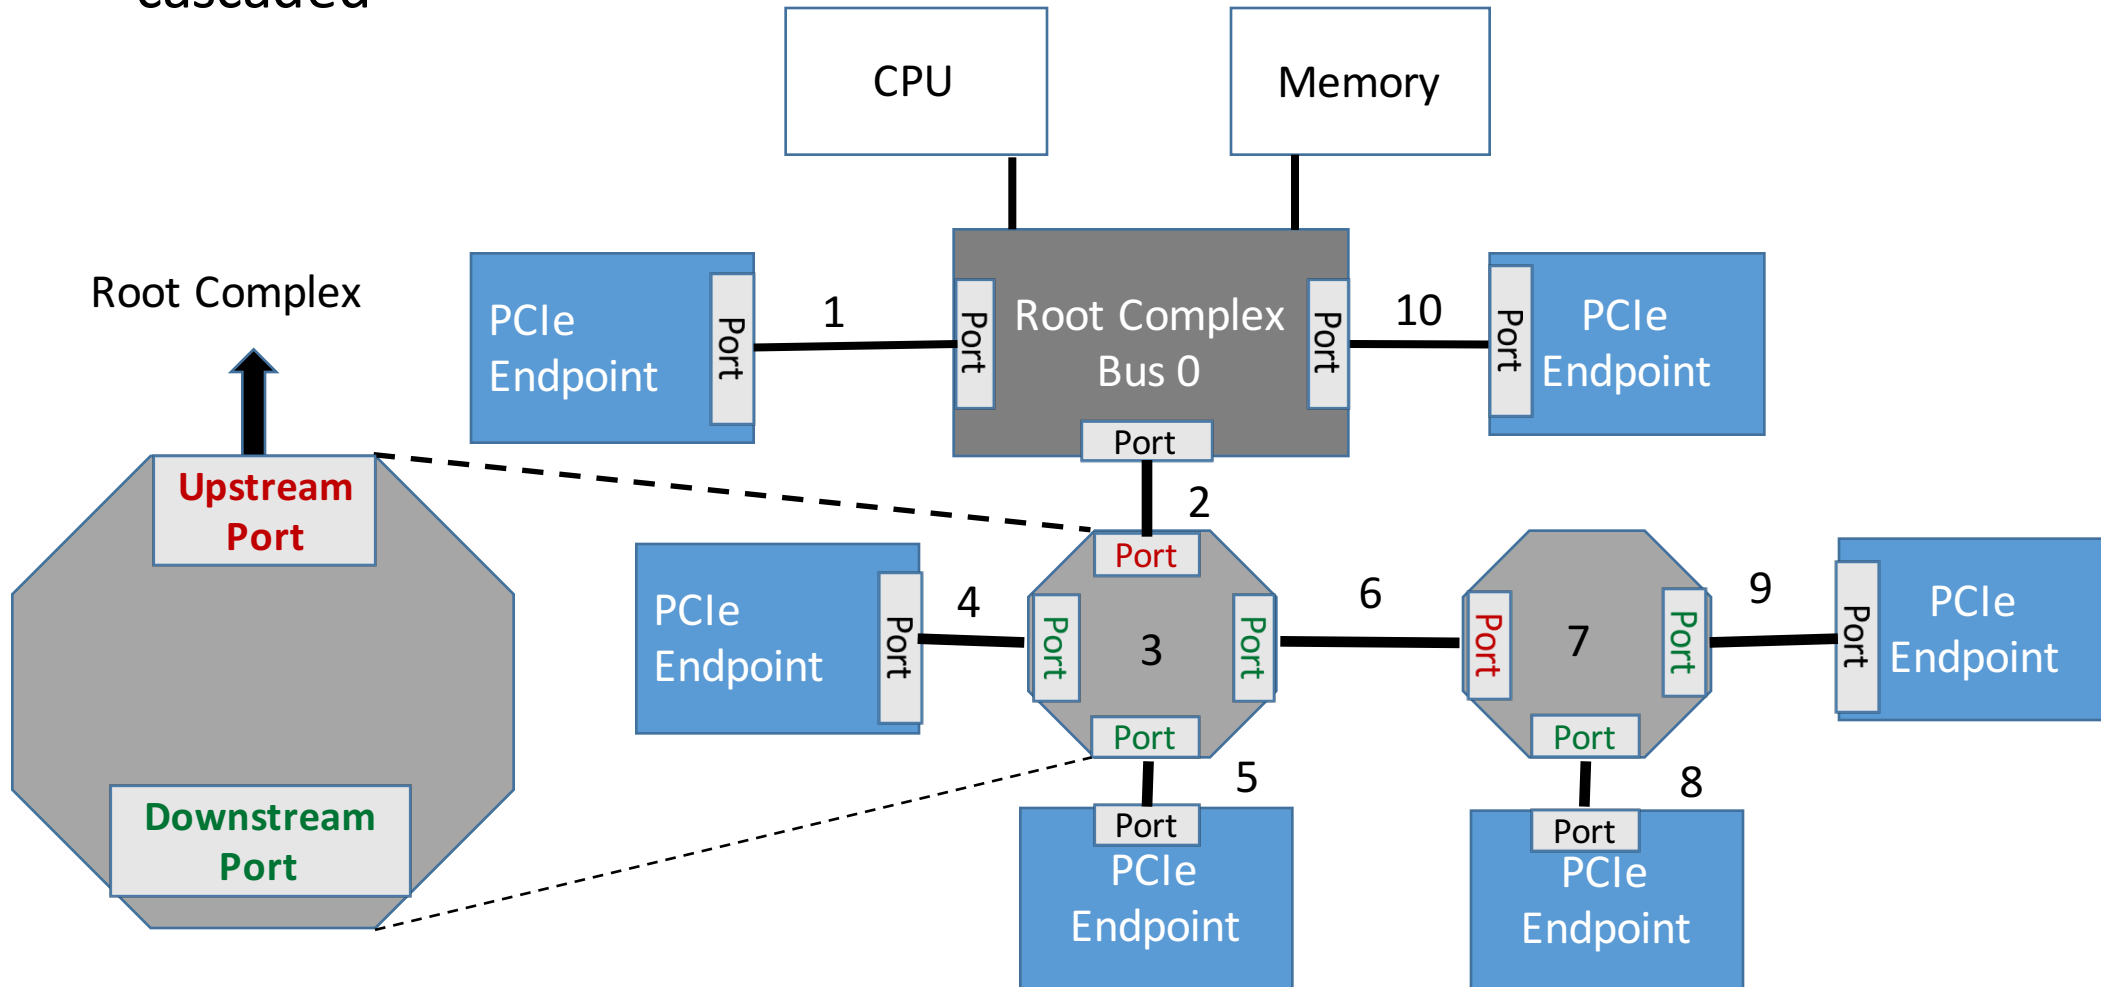 cascaded
CPU
Memory
Root Complex
PCIe
Endpoint
Port
1
Port
Root Complex
Bus 0
Port
Port
10
Port
PCIe
Endpoint
2
Upstream
Port
Downstream
Port
PCIe
Endpoint
Port
4
Port
Port
3
Port
Port
6
Port
7
Port
Port
9
Port
PCIe
Endpoint
5
Port
PCIe
Endpoint
8
Port
PCIe
Endpoint